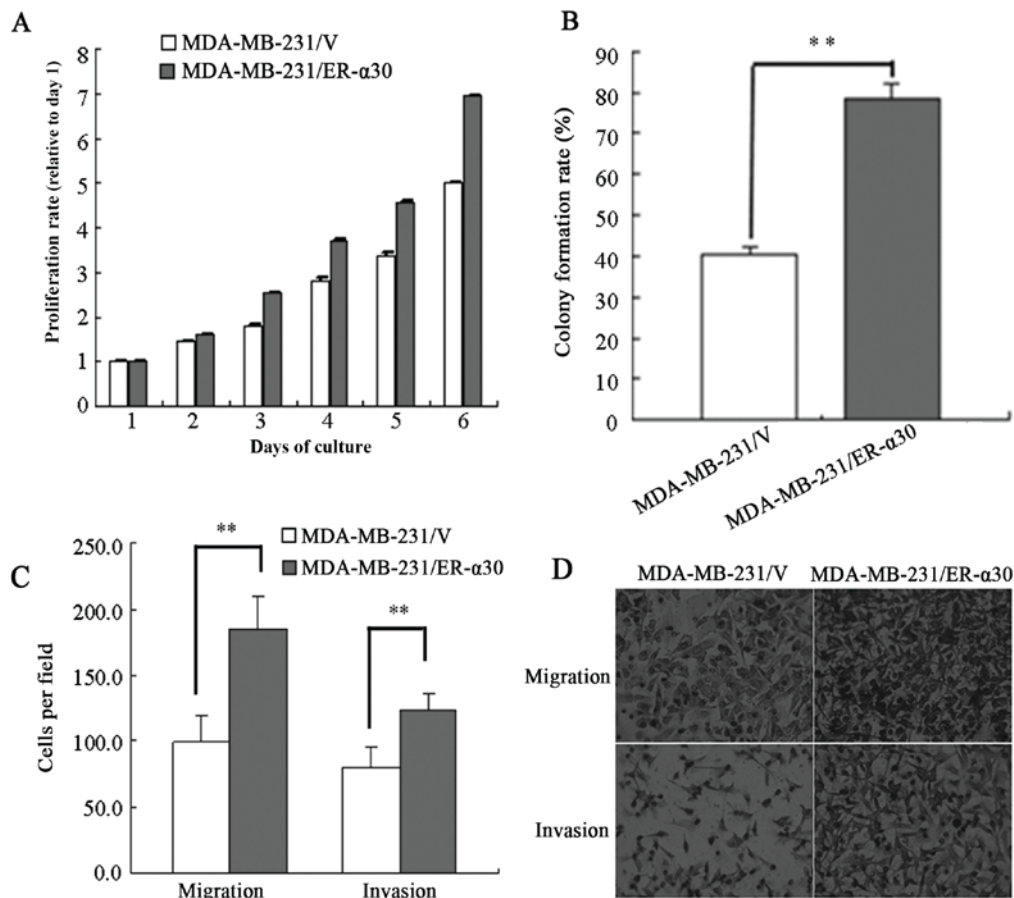 A
MDA-MB-231/V
MDA-MB-231/ER-α30
Proliferation rate (relative to day 1)
8
7
6
5
4
3
2
1
0
1 2 3 4 5 6
Days of culture
B
**
Colony formation rate (%)
90
80
70
60
50
40
30
20
10
0
MDA-MB-231/V
MDA-MB-231/ER-α30
C
MDA-MB-231/V
MDA-MB-231/ER-α30
**
**
Cells per field
250.0
200.0
150.0
100.0
50.0
0.0
Migration Invasion
D
MDA-MB-231/V MDA-MB-231/ER-α30
Migration
Invasion